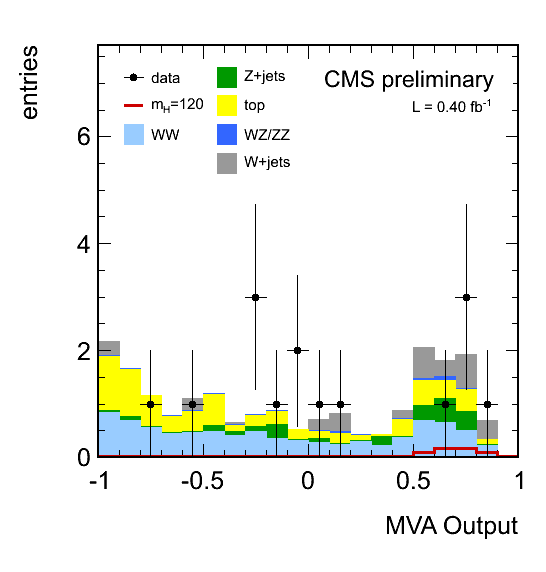 entries
data
m_H=120
WW
Z+jets
top
WZ/ZZ
W+jets
CMS preliminary
L = 0.40 fb⁻¹
6
4
2
0
-1
-0.5
0
0.5
1
MVA Output